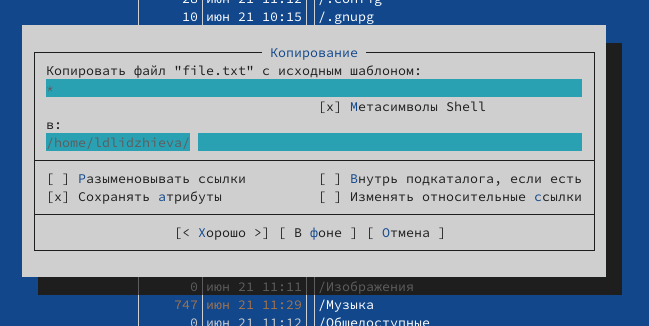 20 июн 21 11:12 /.config
10 июн 21 10:15 /.gnupg
Копирование
Копировать файл "file.txt" с исходным шаблоном:
*
[x] Метасимволы Shell
в:
/home/ldlidzhieva/
[ ] Разыменовывать ссылки [ ] Внутрь подкаталога, если есть
[x] Сохранять атрибуты [ ] Изменять относительные ссылки
[< Хорошо >] [ В фоне ] [ Отмена ]
0 июн 21 11:11 /Изображения
747 июн 21 11:29 /Музыка
0 июн 21 11:12 /Общедоступные